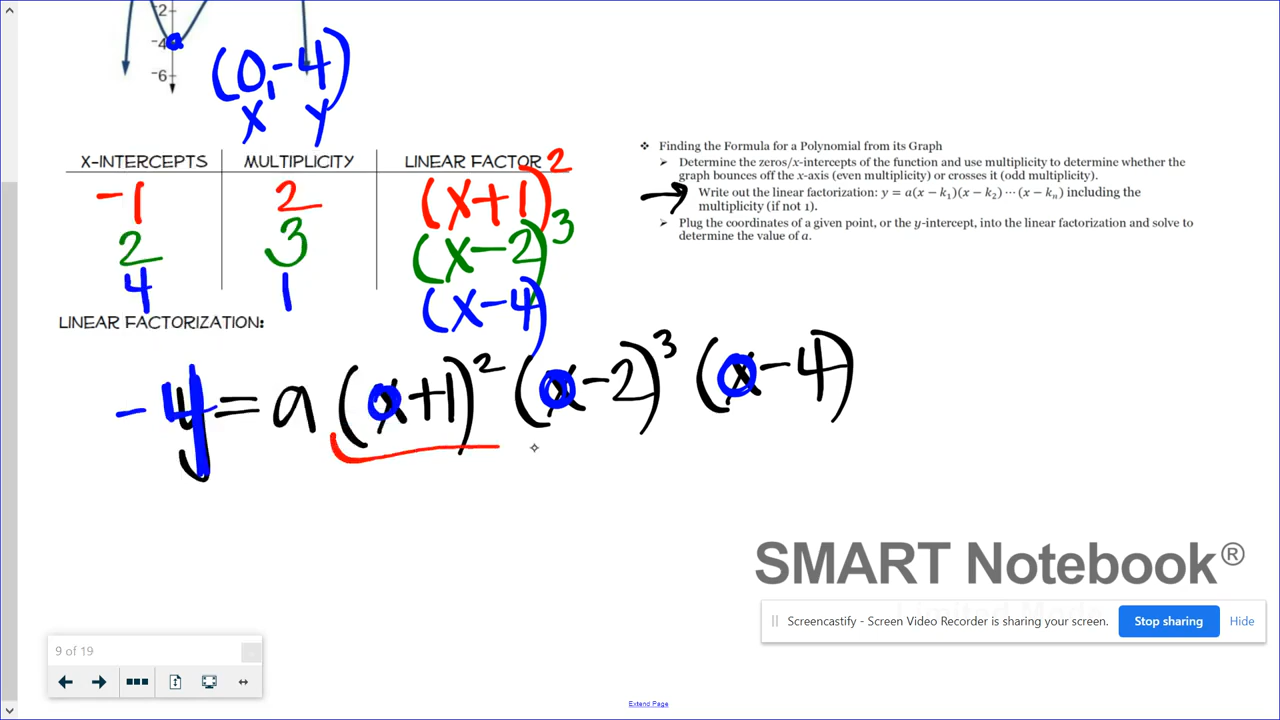 -2
-4
-6
(0,-4)
x y
X-INTERCEPTS MULTIPLICITY LINEAR FACTOR
-1 2 (x+1)²
2 3 (x-2)³
4 1 (x-4)
LINEAR FACTORIZATION:
-4 y = a (x+1)² (x-2)³ (x-4)
0 0 0
❖ Finding the Formula for a Polynomial from its Graph
➢ Determine the zeros/x-intercepts of the function and use multiplicity to determine whether the
graph bounces off the x-axis (even multiplicity) or crosses it (odd multiplicity).
Write out the linear factorization: y = a(x − k₁)(x − k₂) ⋯ (x − kₙ) including the
multiplicity (if not 1).
➢ Plug the coordinates of a given point, or the y-intercept, into the linear factorization and solve to
determine the value of a.
SMART Notebook®
Screencastify - Screen Video Recorder is sharing your screen. Stop sharing Hide
9 of 19
Extend Page